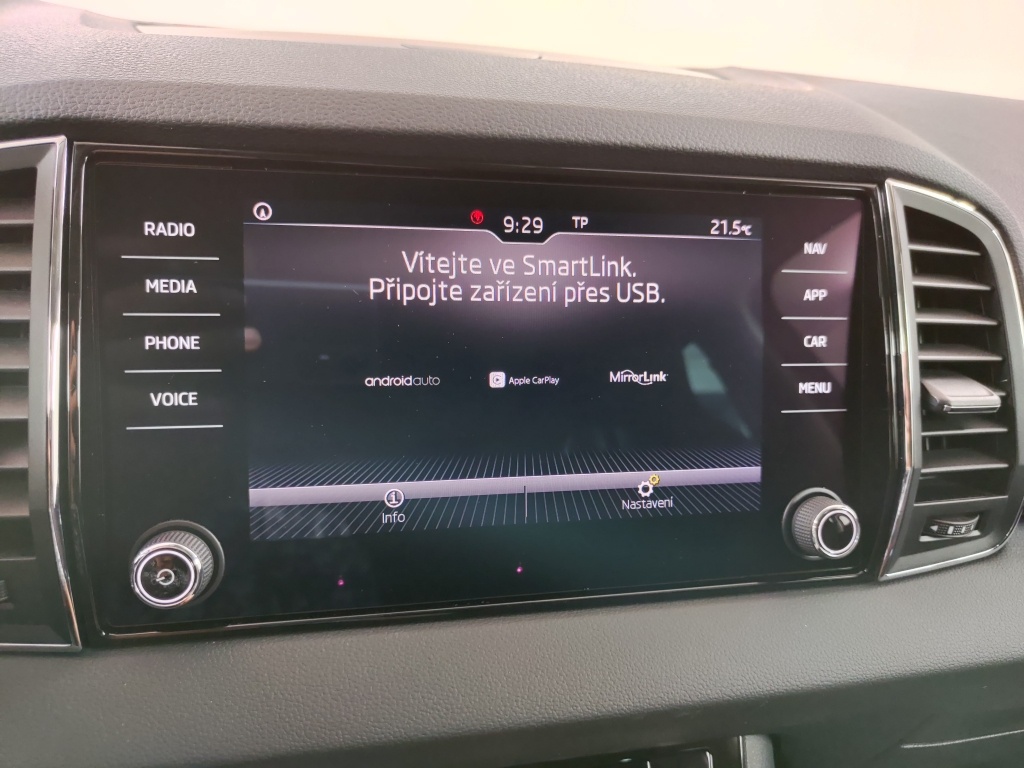 9:29 TP 21.5°C
RADIO
MEDIA
PHONE
VOICE
Vítejte ve SmartLink.
Připojte zařízení přes USB.
androidauto Apple CarPlay MirrorLink
Info Nastavení
NAV
APP
CAR
MENU